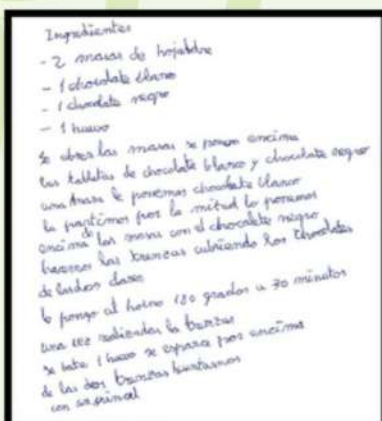 Ingredientes
- 2 masas de hojaldre
- 1 chocolate blanco
- 1 chocolate negro
- 1 huevo
se abren las masas se ponen encima
las tabletas de chocolate blanco y chocolate negro
una masa le ponemos chocolate blanco
la partimos por la mitad lo ponemos
encima de las masas con el chocolate negro
hacemos las trenzas cubriendo los chocolates
de lados
lo pongo al horno 180 grados a 30 minutos
una vez realizadas la trenzas
se bate 1 huevo se esparce por encima
de las dos trenzas
con un pincel